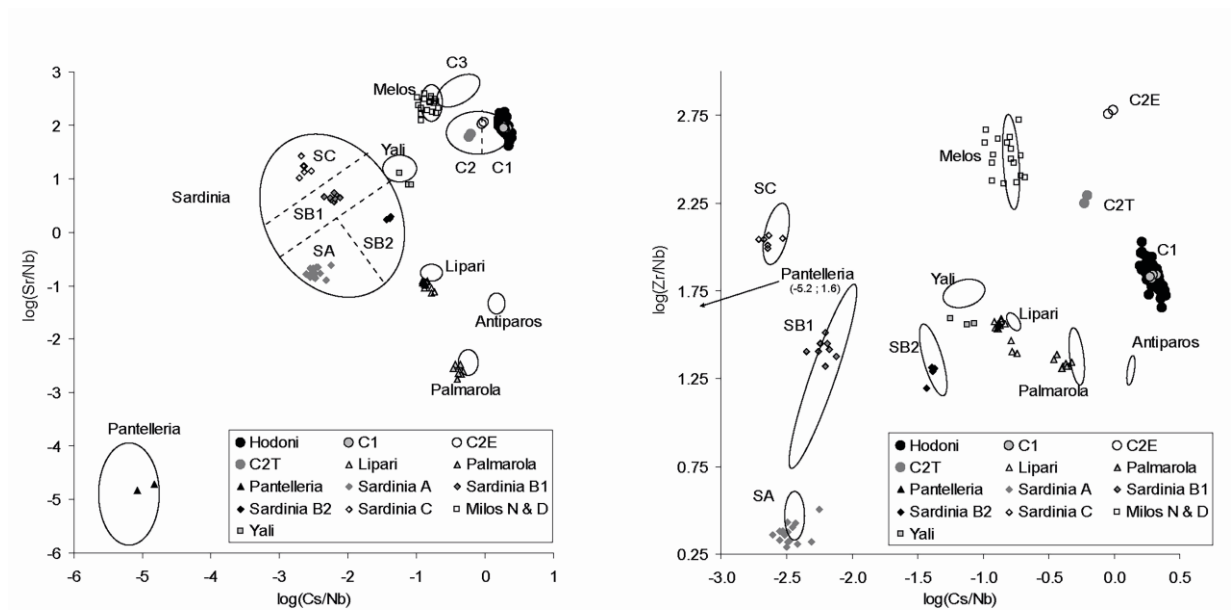 log(Sr/Nb)
3
2
1
0
-1
-2
-3
-4
-5
-6
-6
-5
-4
-3
-2
-1
0
1
log(Cs/Nb)
C3
Melos
Yali
C2
C1
SC
Sardinia
SB1
SB2
SA
Lipari
Antiparos
Palmarola
Pantelleria
Hodoni C1 C2E
C2T Lipari Palmarola
Pantelleria Sardinia A Sardinia B1
Sardinia B2 Sardinia C Milos N & D
Yali
log(Zr/Nb)
2.75
2.25
1.75
1.25
0.75
0.25
-3.0
-2.5
-2.0
-1.5
-1.0
-0.5
0.0
0.5
log(Cs/Nb)
C2E
Melos
SC
C2T
C1
Pantelleria
(-5.2 ; 1.6)
Yali
SB1
Lipari
SB2
Antiparos
Palmarola
SA
Hodoni C1 C2E
C2T Lipari Palmarola
Pantelleria Sardinia A Sardinia B1
Sardinia B2 Sardinia C Milos N & D
Yali